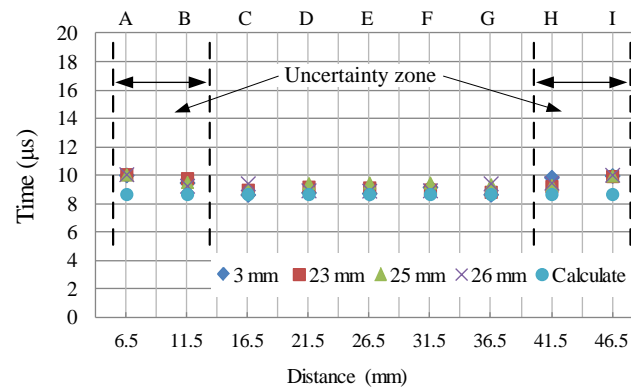 A B C D E F G H I
20
18
16
14
12
10
8
6
4
2
0
Time (µs)
Uncertainty zone
3 mm 23 mm 25 mm 26 mm Calculate
6.5 11.5 16.5 21.5 26.5 31.5 36.5 41.5 46.5
Distance (mm)